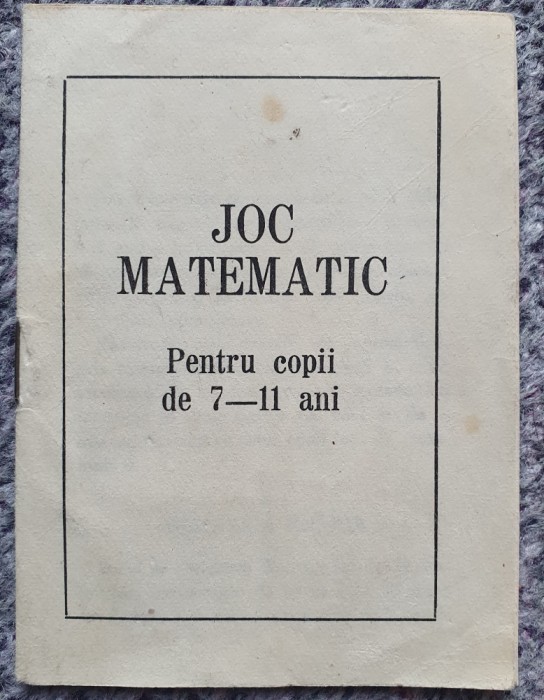 JOC
MATEMATIC
Pentru copii
de 7—11 ani